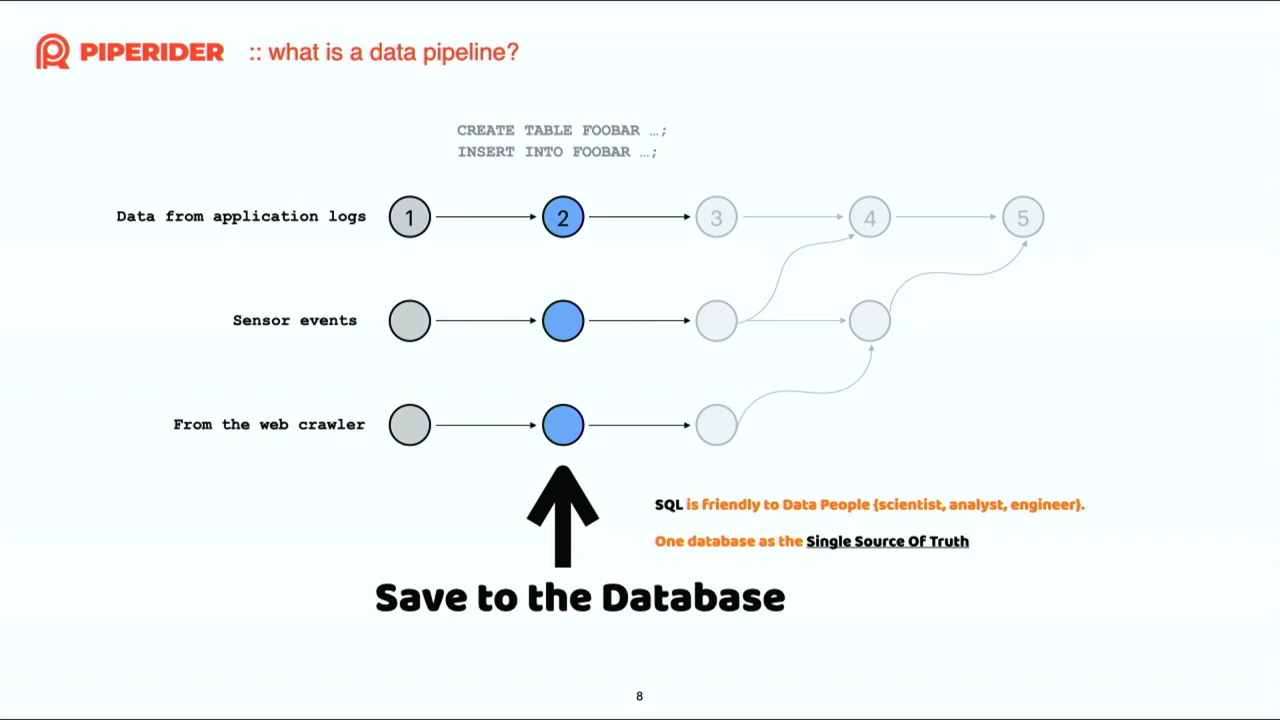 PIPERIDER :: what is a data pipeline?
CREATE TABLE FOOBAR …;
INSERT INTO FOOBAR …;
Data from application logs 1 2 3 4 5
Sensor events
From the web crawler
SQL is friendly to Data People {scientist, analyst, engineer}.
One database as the Single Source Of Truth
Save to the Database
8